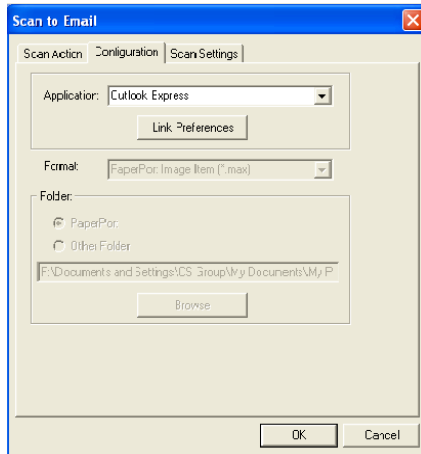 Scan to Email
Scan Action Configuration Scan Settings
Application: Outlook Express
Link Preferences
Format: PaperPort Image Item (*.max)
Folder:
PaperPort
Other Folder
F:\Documents and Settings\CS Group\My Documents\My P
Browse
OK Cancel